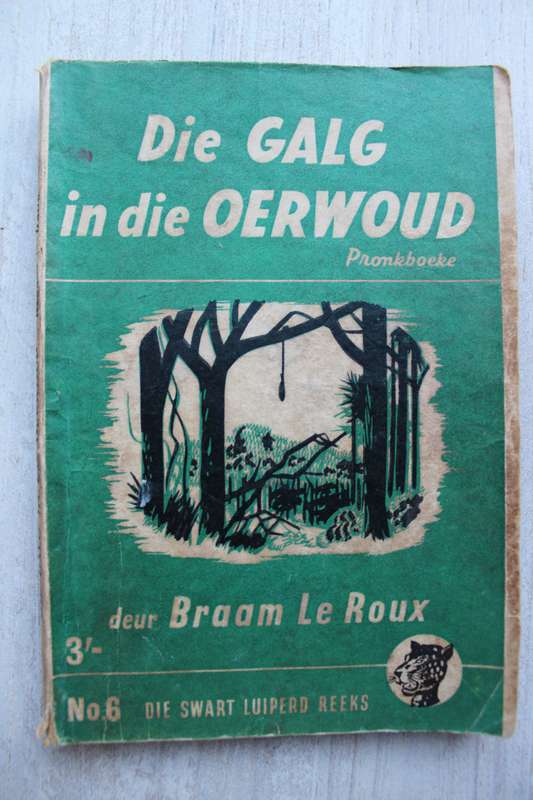 Die GALG
in die OERWOUD
Pronkboeke
deur Braam Le Roux
3'-
No.6 DIE SWART LUIPERD REEKS